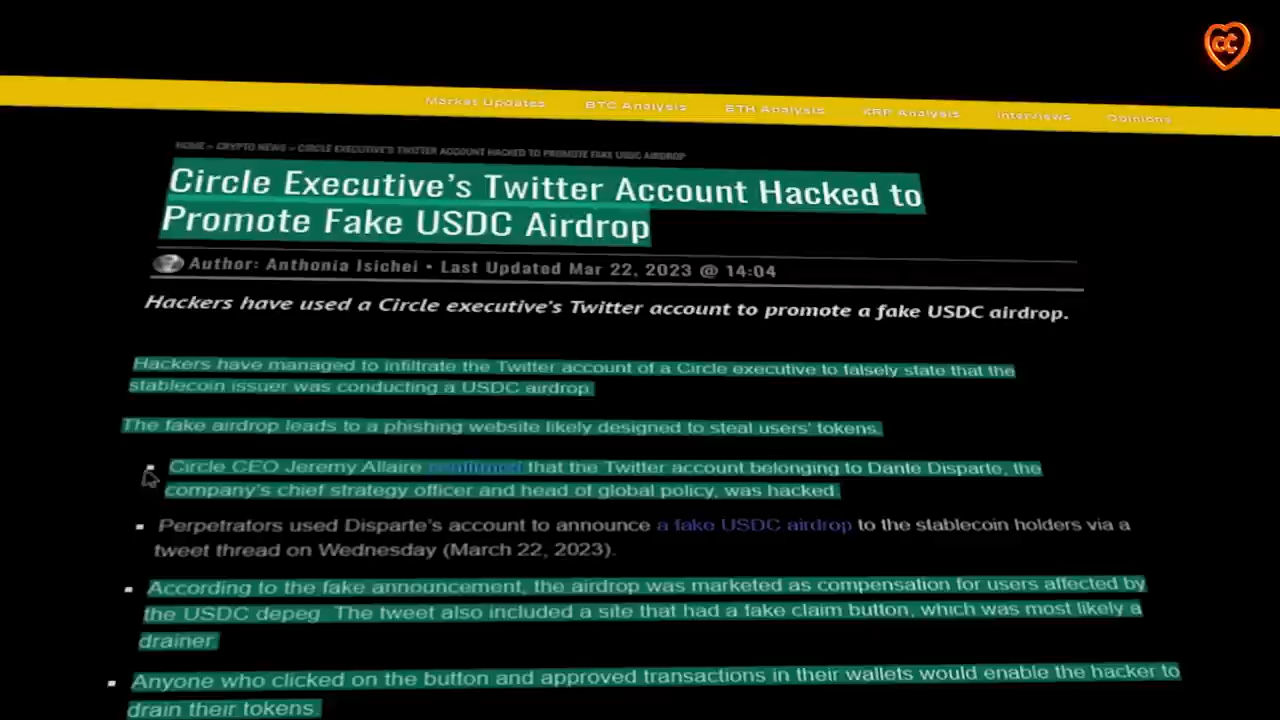 CC
Market Updates BTC Analysis ETH Analysis XRP Analysis Interviews Opinions
HOME » CRYPTO NEWS » CIRCLE EXECUTIVE'S TWITTER ACCOUNT HACKED TO PROMOTE FAKE USDC AIRDROP
Circle Executive's Twitter Account Hacked to
Promote Fake USDC Airdrop
Author: Anthonia Isichei • Last Updated Mar 22, 2023 @ 14:04
Hackers have used a Circle executive's Twitter account to promote a fake USDC airdrop.
Hackers have managed to infiltrate the Twitter account of a Circle executive to falsely state that the
stablecoin issuer was conducting a USDC airdrop.
The fake airdrop leads to a phishing website likely designed to steal users' tokens.
Circle CEO Jeremy Allaire confirmed that the Twitter account belonging to Dante Disparte, the
company's chief strategy officer and head of global policy, was hacked.
Perpetrators used Disparte's account to announce a fake USDC airdrop to the stablecoin holders via a
tweet thread on Wednesday (March 22, 2023).
According to the fake announcement, the airdrop was marketed as compensation for users affected by
the USDC depeg. The tweet also included a site that had a fake claim button, which was most likely a
drainer.
Anyone who clicked on the button and approved transactions in their wallets would enable the hacker to
drain their tokens.